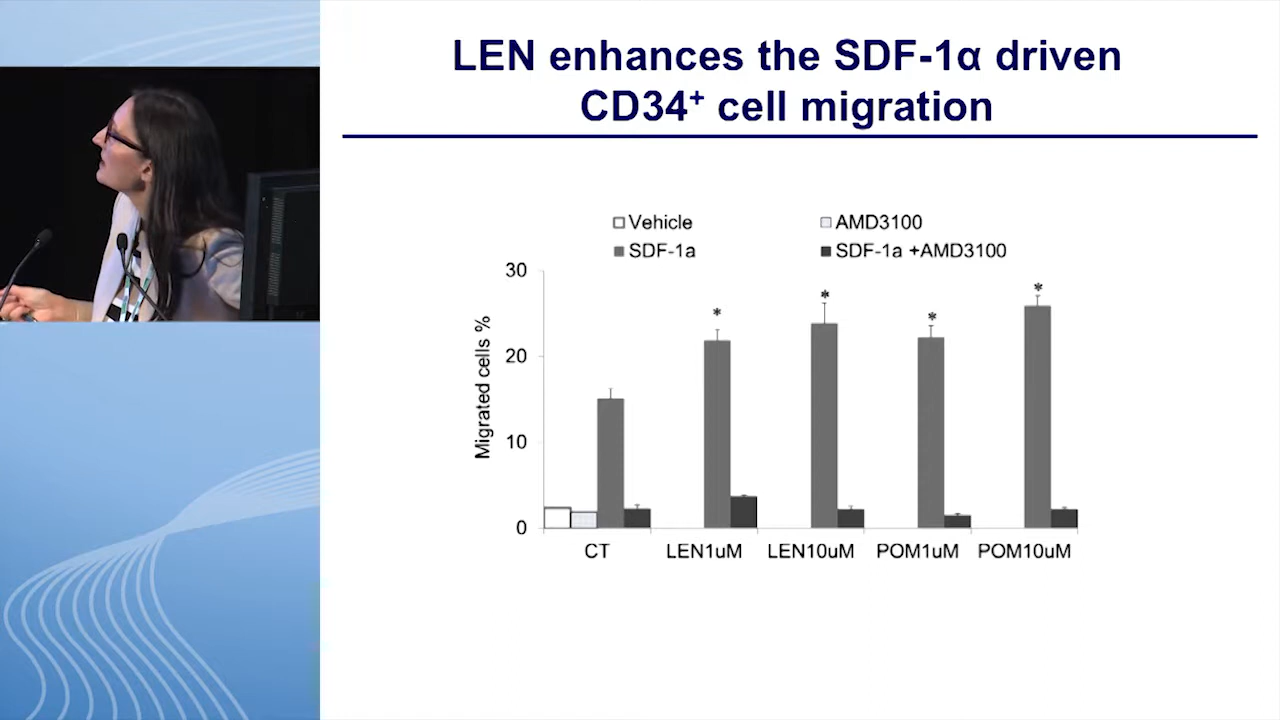 LEN enhances the SDF-1α driven
CD34⁺ cell migration
Vehicle
AMD3100
SDF-1a
SDF-1a +AMD3100
Migrated cells %
30
20
10
0
*
*
*
*
CT
LEN1uM
LEN10uM
POM1uM
POM10uM